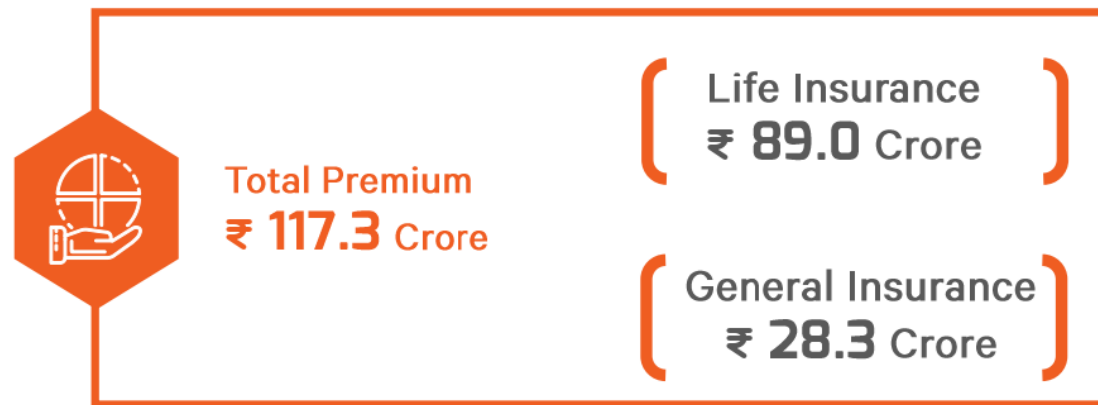 Total Premium
₹ 117.3 Crore
Life Insurance
₹ 89.0 Crore
General Insurance
₹ 28.3 Crore